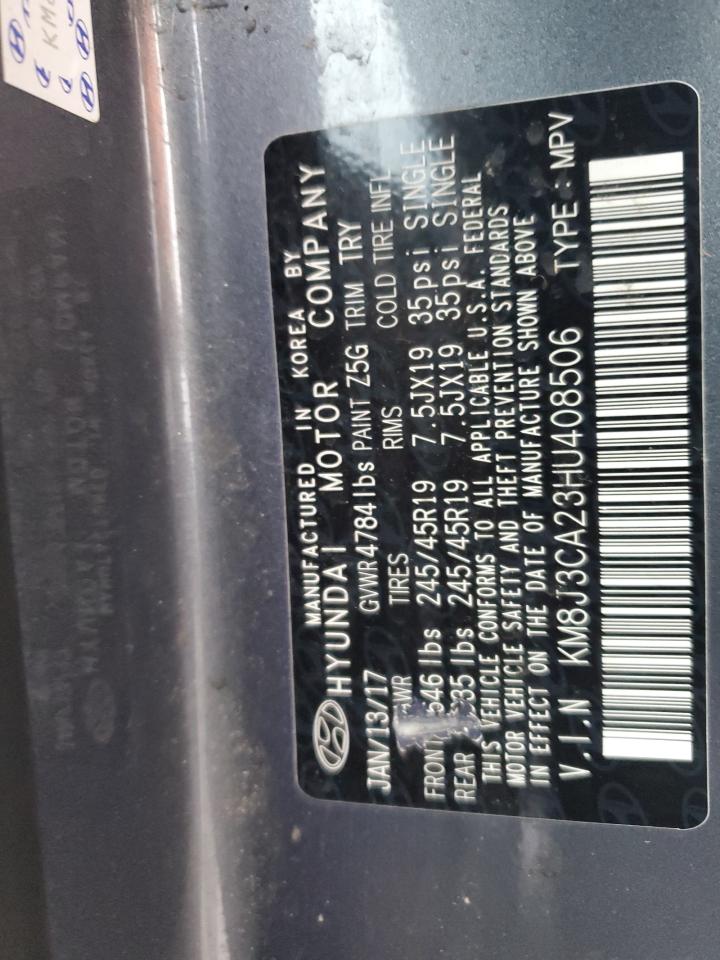 MANUFACTURED IN KOREA BY
HYUNDAI MOTOR COMPANY
JAN/13/17 GVWR 4784 lbs PAINT Z5G TRIM TRY
TIRES RIMS COLD TIRE INFL
FRONT 546 lbs 245/45R19 7.5JX19 35psi SINGLE
REAR 245/45R19 7.5JX19 35psi SINGLE
THIS VEHICLE CONFORMS TO ALL APPLICABLE U.S.A. FEDERAL
MOTOR VEHICLE SAFETY AND THEFT PREVENTION STANDARDS
IN EFFECT ON THE DATE OF MANUFACTURE SHOWN ABOVE
V.I.N KM8J3CA23HU408506 TYPE : MPV